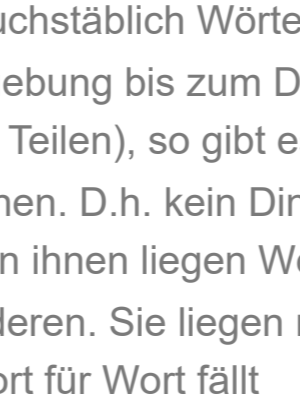 uchstäblich Wörte
ebung bis zum D
Teilen), so gibt e
nen. D.h. kein Din
n ihnen liegen We
deren. Sie liegen
ort für Wort fällt